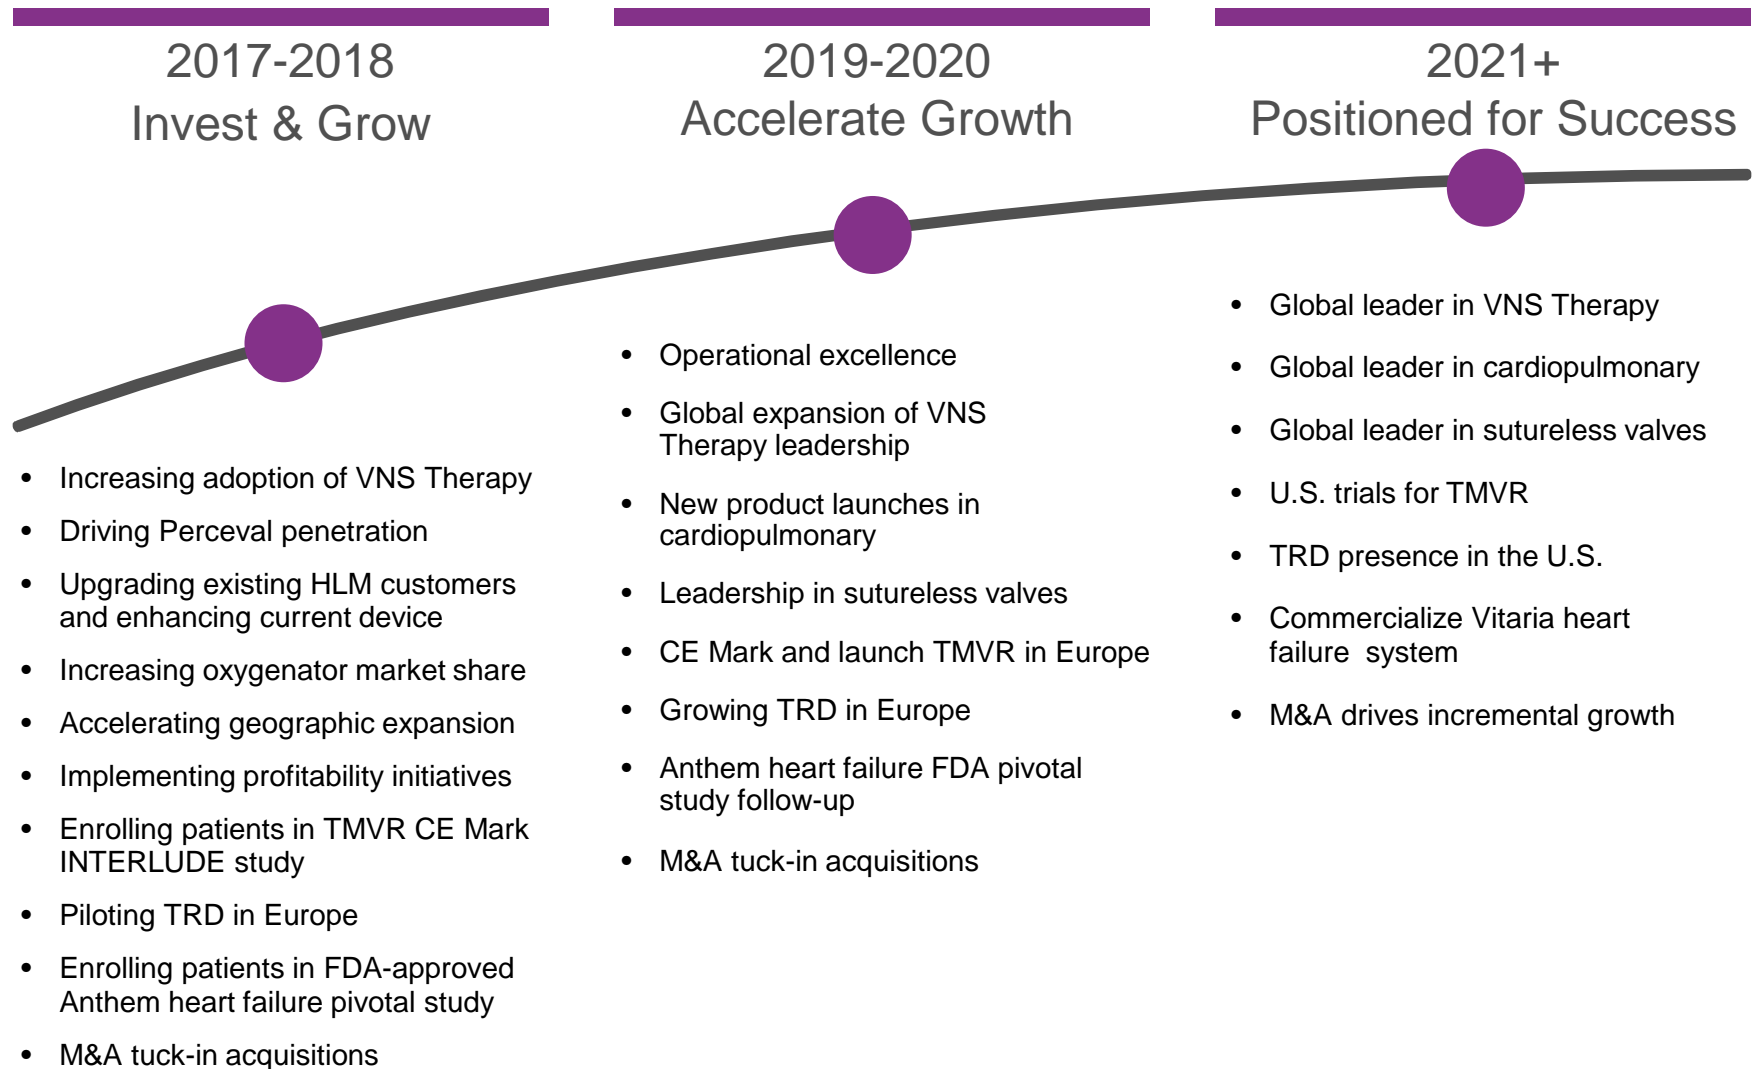 2017-2018
Invest & Grow
• Increasing adoption of VNS Therapy
• Driving Perceval penetration
• Upgrading existing HLM customers
and enhancing current device
• Increasing oxygenator market share
• Accelerating geographic expansion
• Implementing profitability initiatives
• Enrolling patients in TMVR CE Mark
INTERLUDE study
• Piloting TRD in Europe
• Enrolling patients in FDA-approved
Anthem heart failure pivotal study
• M&A tuck-in acquisitions
2019-2020
Accelerate Growth
• Operational excellence
• Global expansion of VNS
Therapy leadership
• New product launches in
cardiopulmonary
• Leadership in sutureless valves
• CE Mark and launch TMVR in Europe
• Growing TRD in Europe
• Anthem heart failure FDA pivotal
study follow-up
• M&A tuck-in acquisitions
2021+
Positioned for Success
• Global leader in VNS Therapy
• Global leader in cardiopulmonary
• Global leader in sutureless valves
• U.S. trials for TMVR
• TRD presence in the U.S.
• Commercialize Vitaria heart
failure system
• M&A drives incremental growth